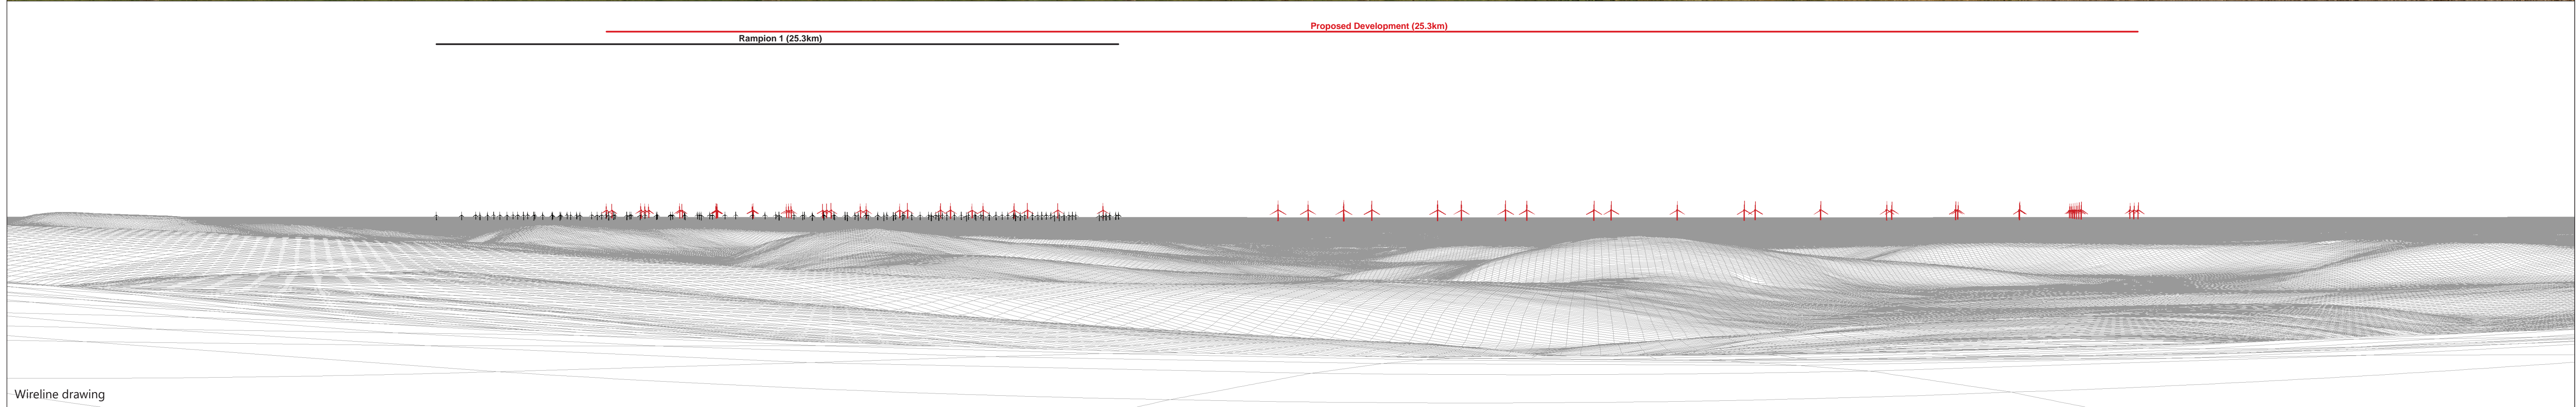 Proposed Development (25.3km)
Rampion 1 (25.3km)
Wireline drawing